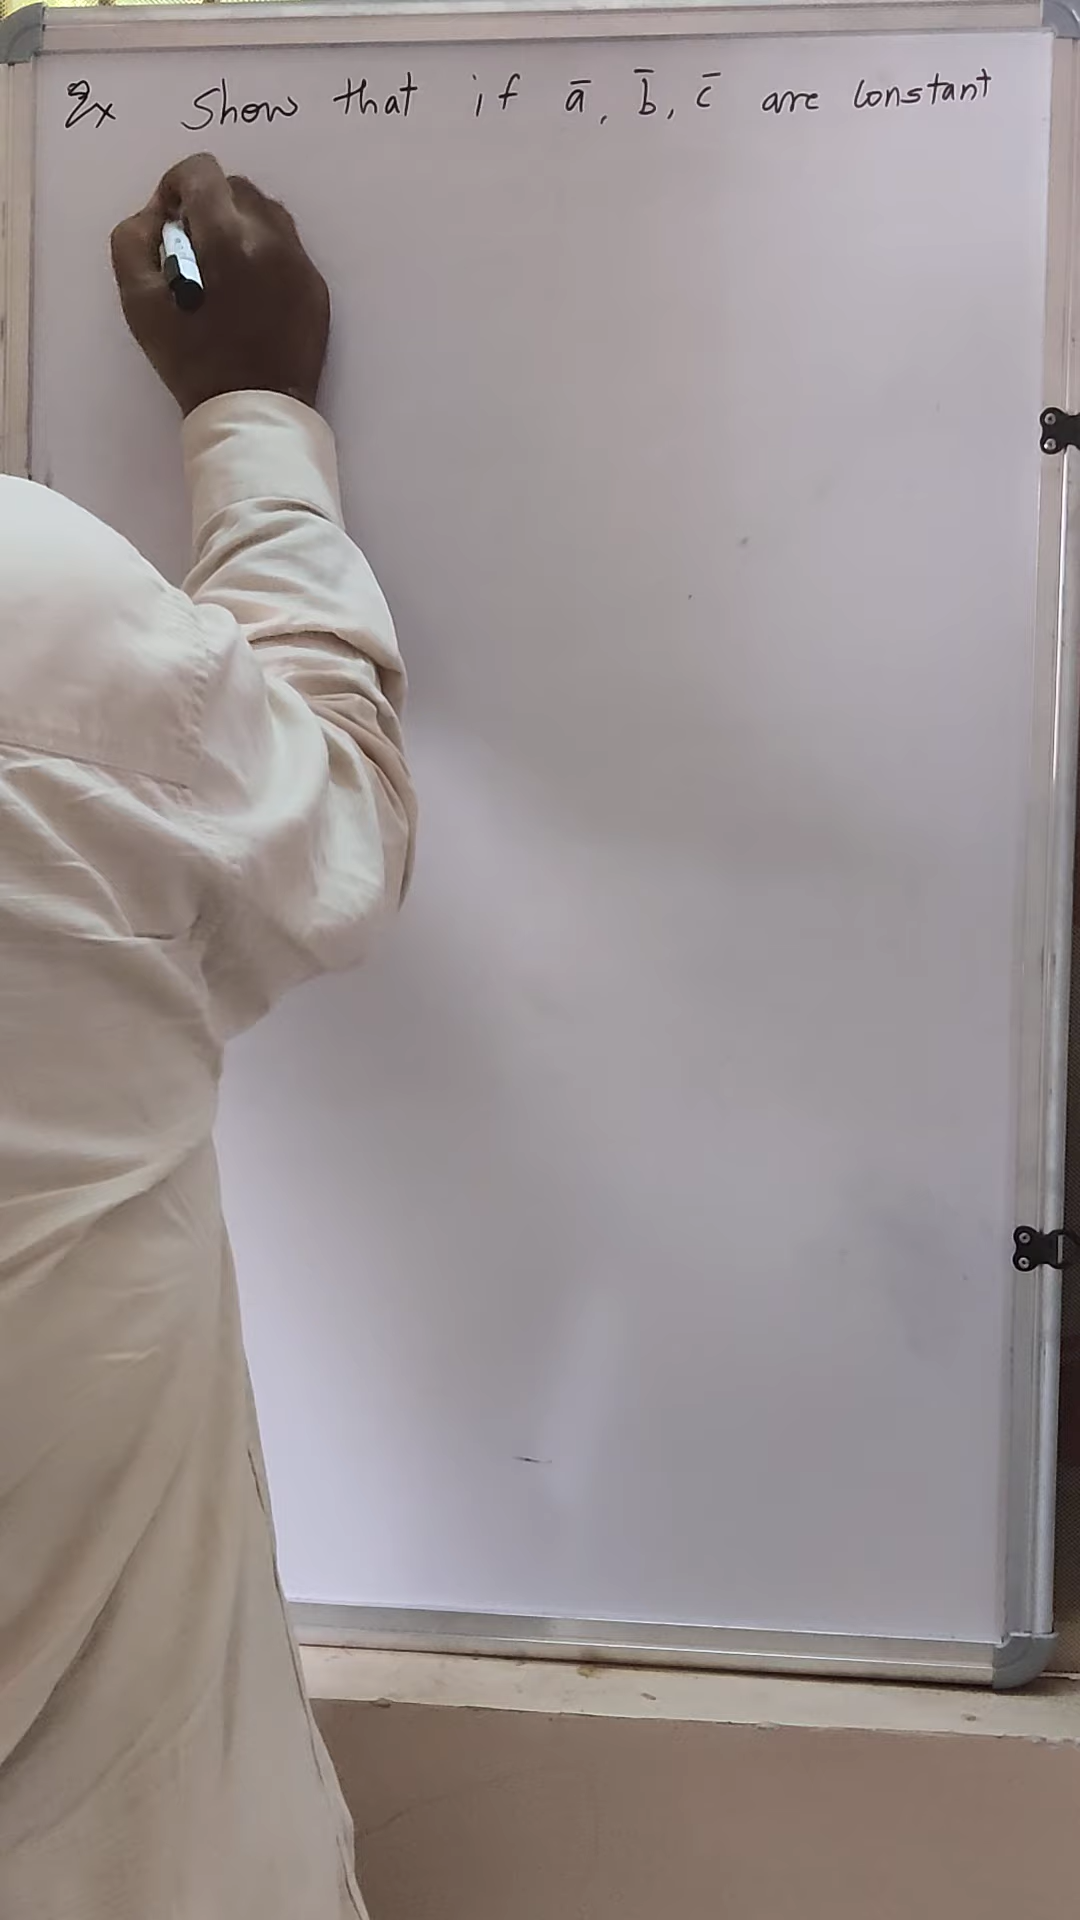 Ex Show that if ā, b̄, c̄ are constant